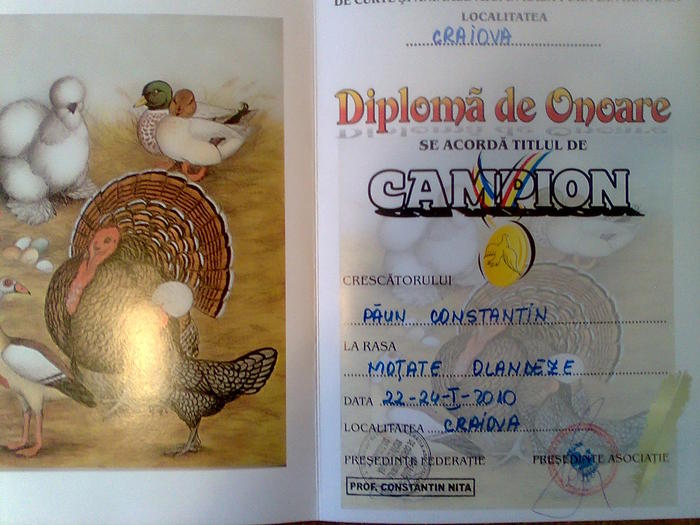 LOCALITATEA
CRAIOVA
Diplomă de Onoare
SE ACORDĂ TITLUL DE
CAMPION
CRESCĂTORULUI
PĂUN CONSTANTIN
LA RASA
MOȚATE OLANDEZE
DATA 22-24-I-2010
LOCALITATEA CRAIOVA
PREȘEDINTE FEDERAȚIE PREȘEDINTE ASOCIAȚIE
PROF. CONSTANTIN NITA